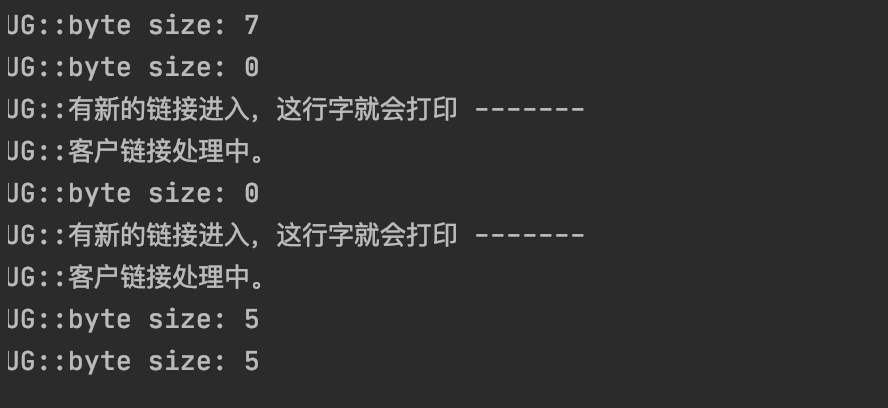 UG::byte size: 7
UG::byte size: 0
UG::有新的链接进入，这行字就会打印 -------
UG::客户链接处理中。
UG::byte size: 0
UG::有新的链接进入，这行字就会打印 -------
UG::客户链接处理中。
UG::byte size: 5
UG::byte size: 5